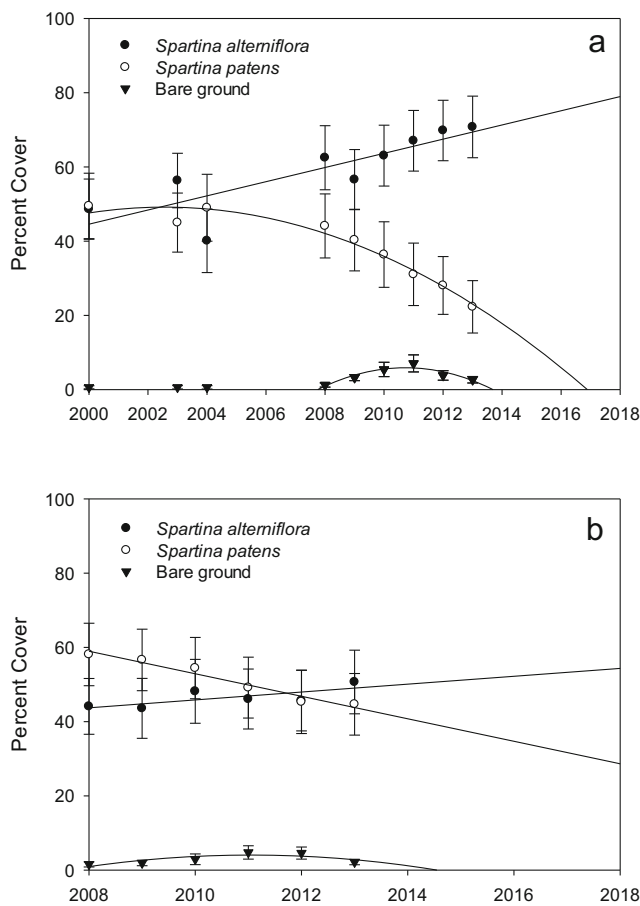 100
80
60
40
20
0
Percent Cover
Spartina alterniflora
Spartina patens
Bare ground
a
2000 2002 2004 2006 2008 2010 2012 2014 2016 2018
100
80
60
40
20
0
Percent Cover
Spartina alterniflora
Spartina patens
Bare ground
b
2008 2010 2012 2014 2016 2018